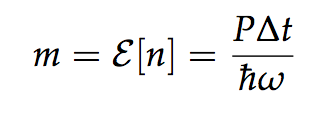 m = ℰ[n] = PΔt / ħω